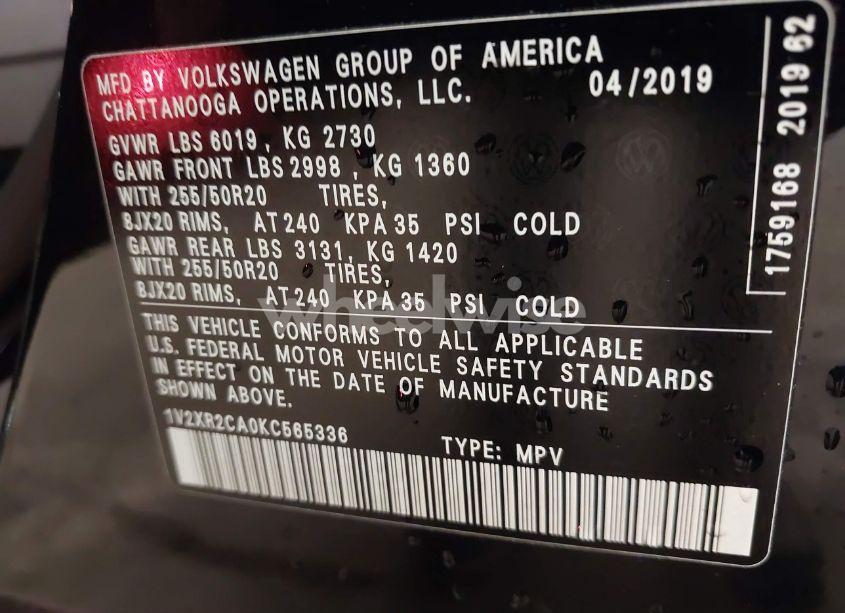 MFD BY VOLKSWAGEN GROUP OF AMERICA
CHATTANOOGA OPERATIONS, LLC. 04/2019
GVWR LBS 6019, KG 2730
GAWR FRONT LBS 2998, KG 1360
WITH 255/50R20 TIRES,
8JX20 RIMS, AT 240 KPA 35 PSI COLD
GAWR REAR LBS 3131, KG 1420
WITH 255/50R20 TIRES,
8JX20 RIMS, AT 240 KPA 35 PSI COLD
THIS VEHICLE CONFORMS TO ALL APPLICABLE
U.S. FEDERAL MOTOR VEHICLE SAFETY STANDARDS
IN EFFECT ON THE DATE OF MANUFACTURE
SHOWN ABOVE.
1V2XR2CA0KC565336
TYPE: MPV
1759168 2019 62
wheelwise